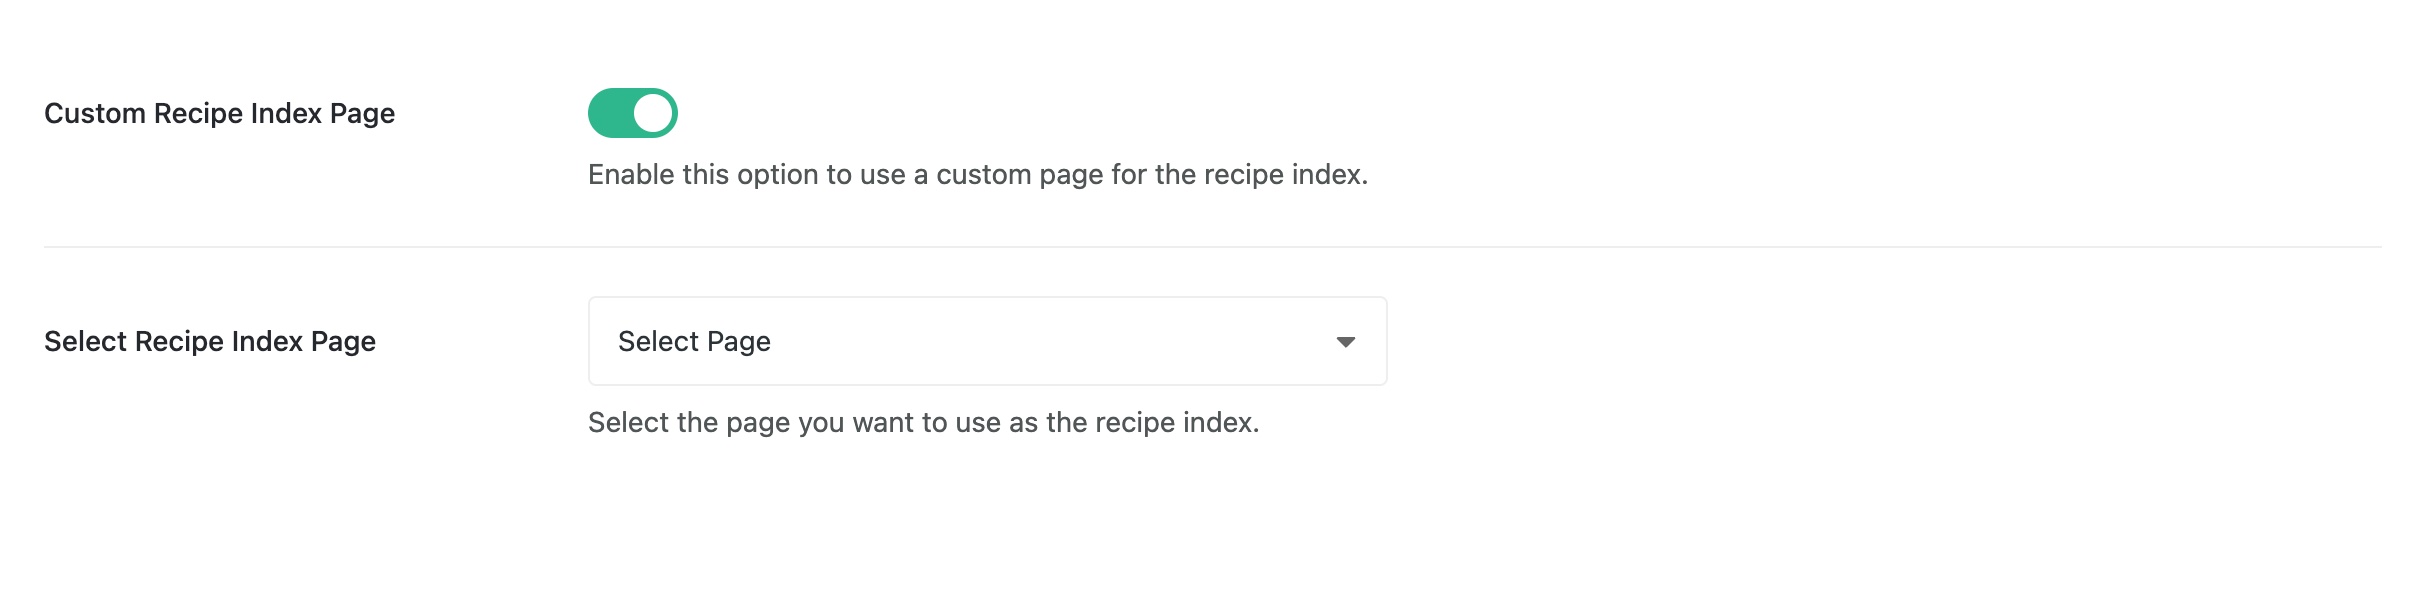 Custom Recipe Index Page
Enable this option to use a custom page for the recipe index.
Select Recipe Index Page
Select Page
Select the page you want to use as the recipe index.